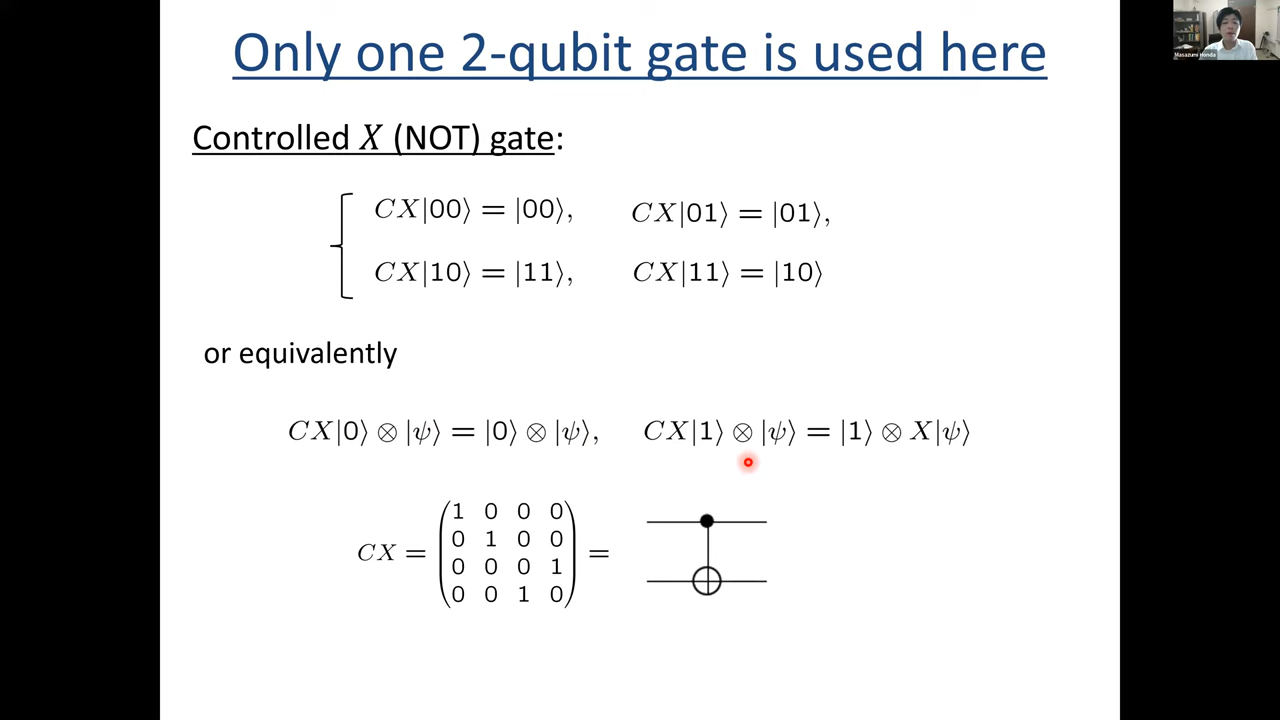 Only one 2-qubit gate is used here
Masazumi Honda
Controlled X (NOT) gate:
CX|00⟩ = |00⟩, CX|01⟩ = |01⟩,
CX|10⟩ = |11⟩, CX|11⟩ = |10⟩
or equivalently
CX|0⟩ ⊗ |ψ⟩ = |0⟩ ⊗ |ψ⟩, CX|1⟩ ⊗ |ψ⟩ = |1⟩ ⊗ X|ψ⟩
1 0 0 0
0 1 0 0
CX = =
0 0 0 1
0 0 1 0